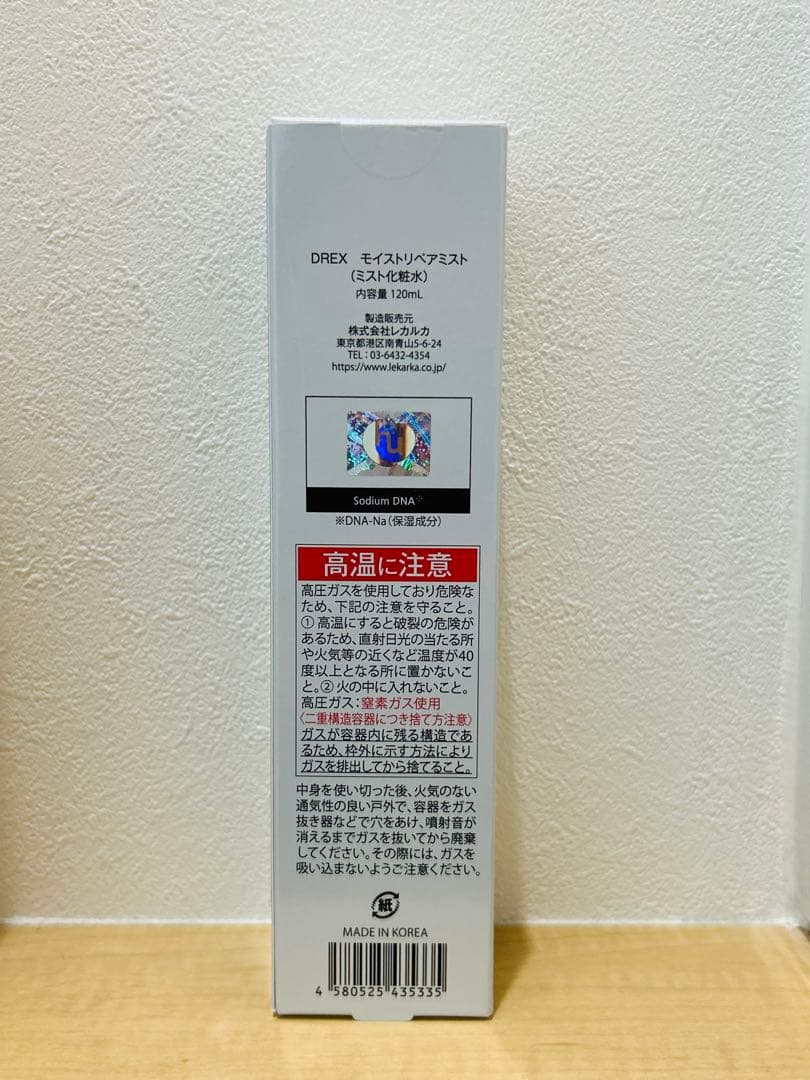 DREX モイストリペアミスト
(ミスト化粧水)
内容量 120mL
製造販売元
株式会社レカルカ
東京都港区南青山5-6-24
TEL：03-6432-4354
https://www.lekarka.co.jp/
Sodium DNA※
※DNA-Na(保湿成分)
高温に注意
高圧ガスを使用しており危険な
ため、下記の注意を守ること。
① 高温にすると破裂の危険が
あるため、直射日光の当たる所
や火気等の近くなど温度が40
度以上となる所に置かないこ
と。② 火の中に入れないこと。
高圧ガス：窒素ガス使用
〈二重構造容器につき捨て方注意〉
ガスが容器内に残る構造であ
るため、枠外に示す方法により
ガスを排出してから捨てること。
中身を使い切った後、火気のない
通気性の良い戸外で、容器をガス
抜き器などで穴をあけ、噴射音が
消えるまでガスを抜いてから廃棄
してください。その際には、ガスを
吸い込まないようご注意ください。
紙
MADE IN KOREA
4 580525 435335